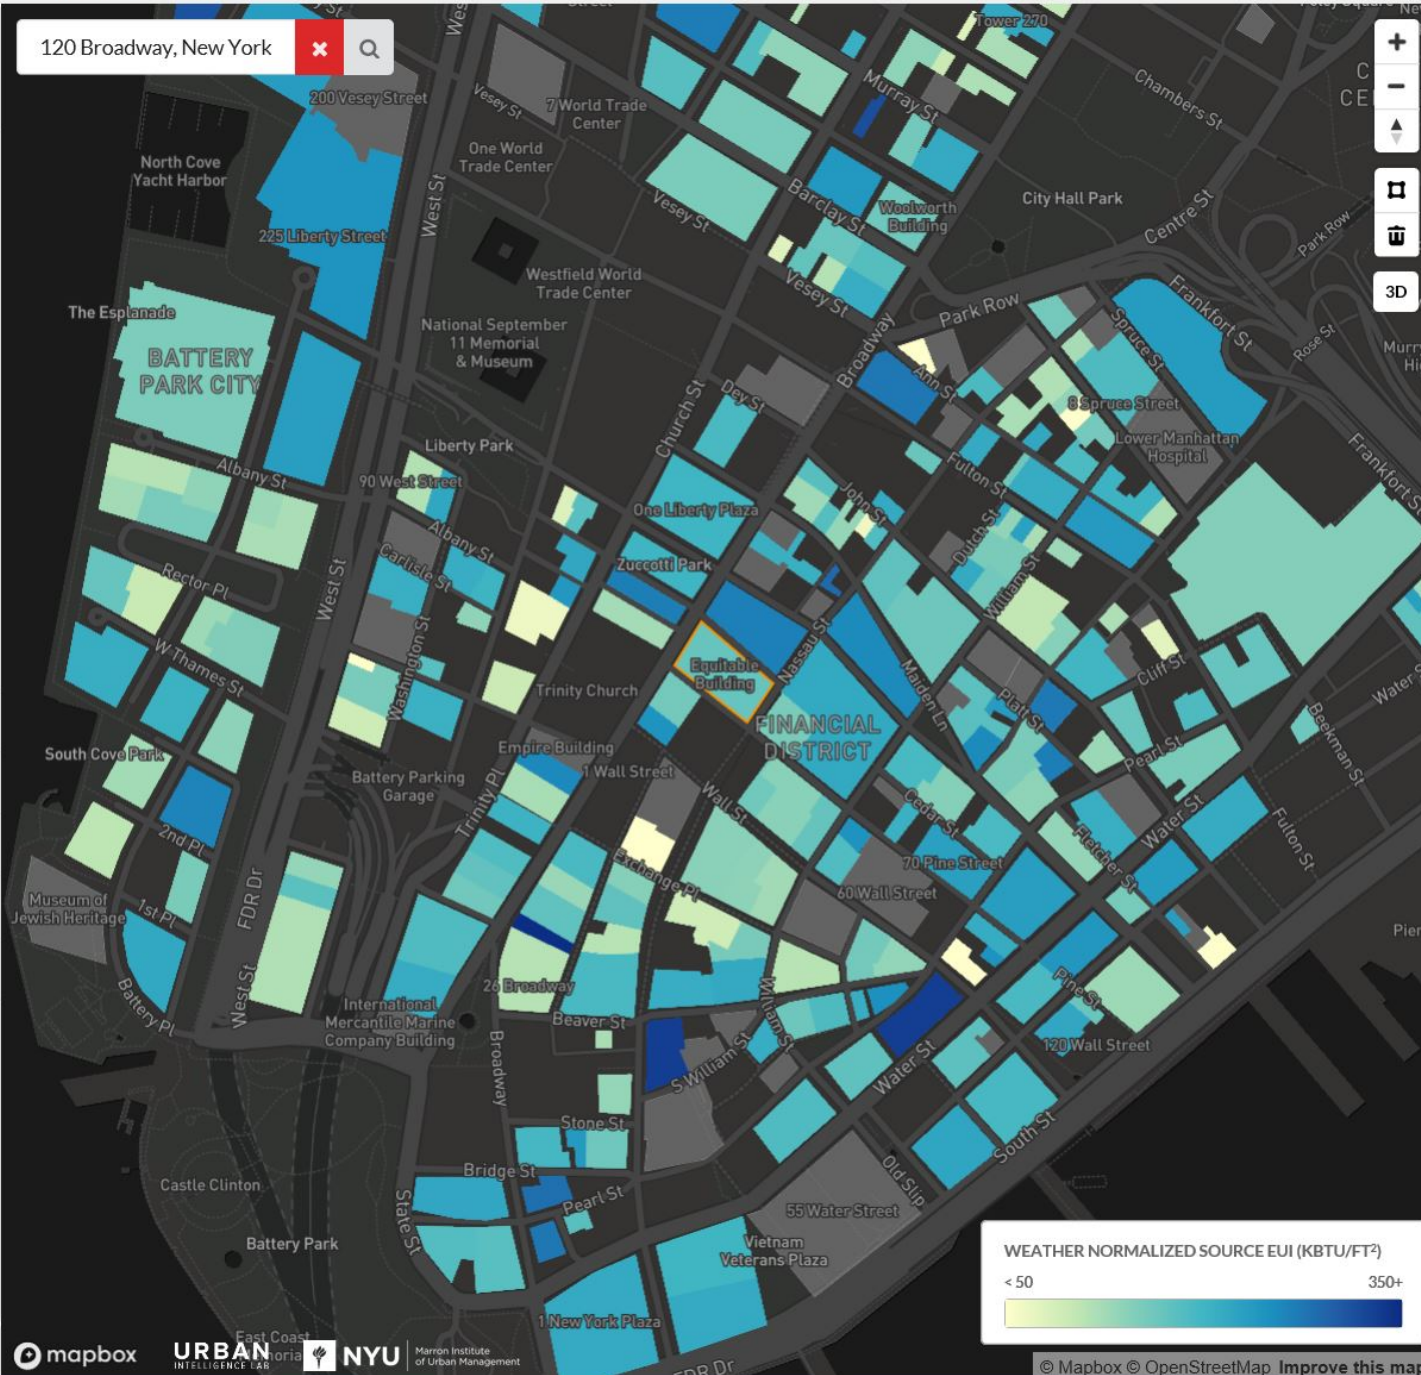 120 Broadway, New York
Street
Tower 270
Chambers St
3D
200 Vesey Street
Vesey St
7 World Trade
Center
Murray St
North Cove
Yacht Harbor
One World
Trade Center
West St
225 Liberty Street
Vesey St
Barclay St
Woolworth
Building
City Hall Park
Centre St
Park Row
Westfield World
Trade Center
Vesey St
The Esplanade
National September
11 Memorial
& Museum
Broadway
Park Row
Frankfort St
Rose St
Spruce St
BATTERY
PARK CITY
Dey St
Church St
Ann St
8 Spruce Street
Liberty Park
Lower Manhattan
Hospital
Frankfort St
Albany St
90 West Street
Fulton St
John St
One Liberty Plaza
Albany St
Carlisle St
Dutch St
Zuccotti Park
William St
Rector Pl
West St
W Thames St
Washington St
Equitable
Building
Nassau St
Maiden Ln
Cliff St
Trinity Church
Platt St
Water St
Beekman St
FINANCIAL
DISTRICT
South Cove Park
Empire Building
Pearl St
1 Wall Street
Battery Parking
Garage
Trinity Pl
Wall St
Cedar St
Water St
Fulton St
2nd Pl
Fletcher St
Exchange Pl
70 Pine Street
60 Wall Street
Museum of
Jewish Heritage
1st Pl
FDR Dr
Battery Pl
West St
26 Broadway
Pine St
International
Mercantile Marine
Company Building
Beaver St
William St
120 Wall Street
Broadway
S William St
Water St
Stone St
South St
Bridge St
Old Slip
Castle Clinton
Pearl St
State St
55 Water Street
Battery Park
Vietnam
Veterans Plaza
WEATHER NORMALIZED SOURCE EUI (KBTU/FT²)
< 50 350+
1 New York Plaza
East Coast
mapbox
URBAN
INTELLIGENCE LAB
NYU
Marron Institute
of Urban Management
FDR Dr
© Mapbox © OpenStreetMap Improve this map